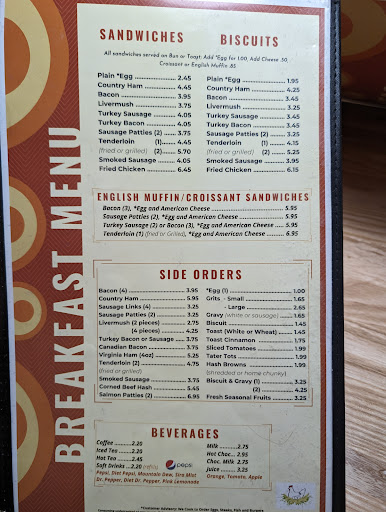 BREAKFAST MENU
SANDWICHES
BISCUITS
All sandwiches served on Bun or Toast: Add *Egg for 1.00, Add Cheese .50,
Croissant or English Muffin .85
Plain *Egg 2.45
Country Ham 4.45
Bacon 3.95
Livermush 3.75
Turkey Sausage 4.05
Turkey Bacon 4.05
Sausage Patties (2) 3.75
Tenderloin (1) 4.45
(fried or grilled) (2) 5.70
Smoked Sausage 4.05
Fried Chicken 6.45
Plain *Egg 1.95
Country Ham 4.25
Bacon 3.45
Livermush 3.25
Turkey Sausage 3.45
Turkey Bacon 3.45
Sausage Patties (2) 3.25
Tenderloin (1) 4.15
(fried or grilled) (2) 5.25
Smoked Sausage 3.95
Fried Chicken 6.15
ENGLISH MUFFIN/CROISSANT SANDWICHES
Bacon (3), *Egg and American Cheese 5.95
Sausage Patties (2), *Egg and American Cheese 5.95
Turkey Sausage (2) or Bacon (3), *Egg and American Cheese 5.95
Tenderloin (1) (fried or Grilled), *Egg and American Cheese 6.95
SIDE ORDERS
Bacon (4) 3.95
Country Ham 5.95
Sausage Links (4) 3.25
Sausage Patties (2) 3.25
Livermush (2 pieces) 2.75
(4 pieces) 4.25
Turkey Bacon or Sausage 3.75
Canadian Bacon 3.75
Virginia Ham (4oz) 5.25
Tenderloin (2) 4.75
(fried or grilled)
Smoked Sausage 3.75
Corned Beef Hash 5.45
Salmon Patties (2) 6.95
*Egg (1) 1.00
Grits - Small 1.65
- Large 2.65
Gravy (white or sausage) 1.65
Biscuit 1.45
Toast (White or Wheat) 1.45
Toast Cinnamon 1.75
Sliced Tomatoes 1.99
Tater Tots 1.99
Hash Browns 1.99
(shredded or home chunky)
Biscuit & Gravy (1) 3.25
(2) 4.25
Fresh Seasonal Fruits 3.25
BEVERAGES
Coffee 2.20
Iced Tea 2.20
Hot Tea 2.45
Soft Drinks 2.20 pepsi
Pepsi, Diet Pepsi, Mountain Dew, Sira Mist
Dr. Pepper, Diet Dr. Pepper, Pink Lemonade
Milk 2.75
Hot Choc. 2.95
Choc. Milk 2.75
juice 3.25
Orange, Tomato, Apple
*Customer Advisory: We Cook to Order Eggs, Steaks, Fish and Burgers